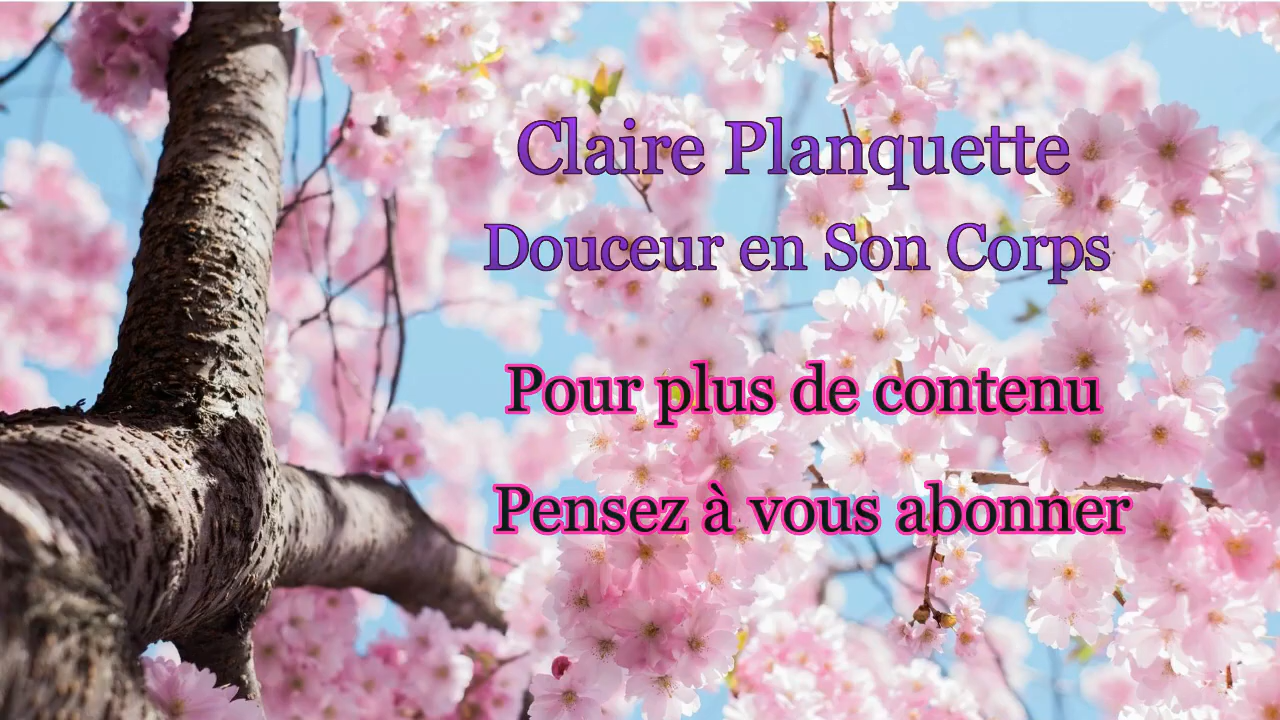 Claire Planquette
Douceur en Son Corps
Pour plus de contenu
Pensez à vous abonner